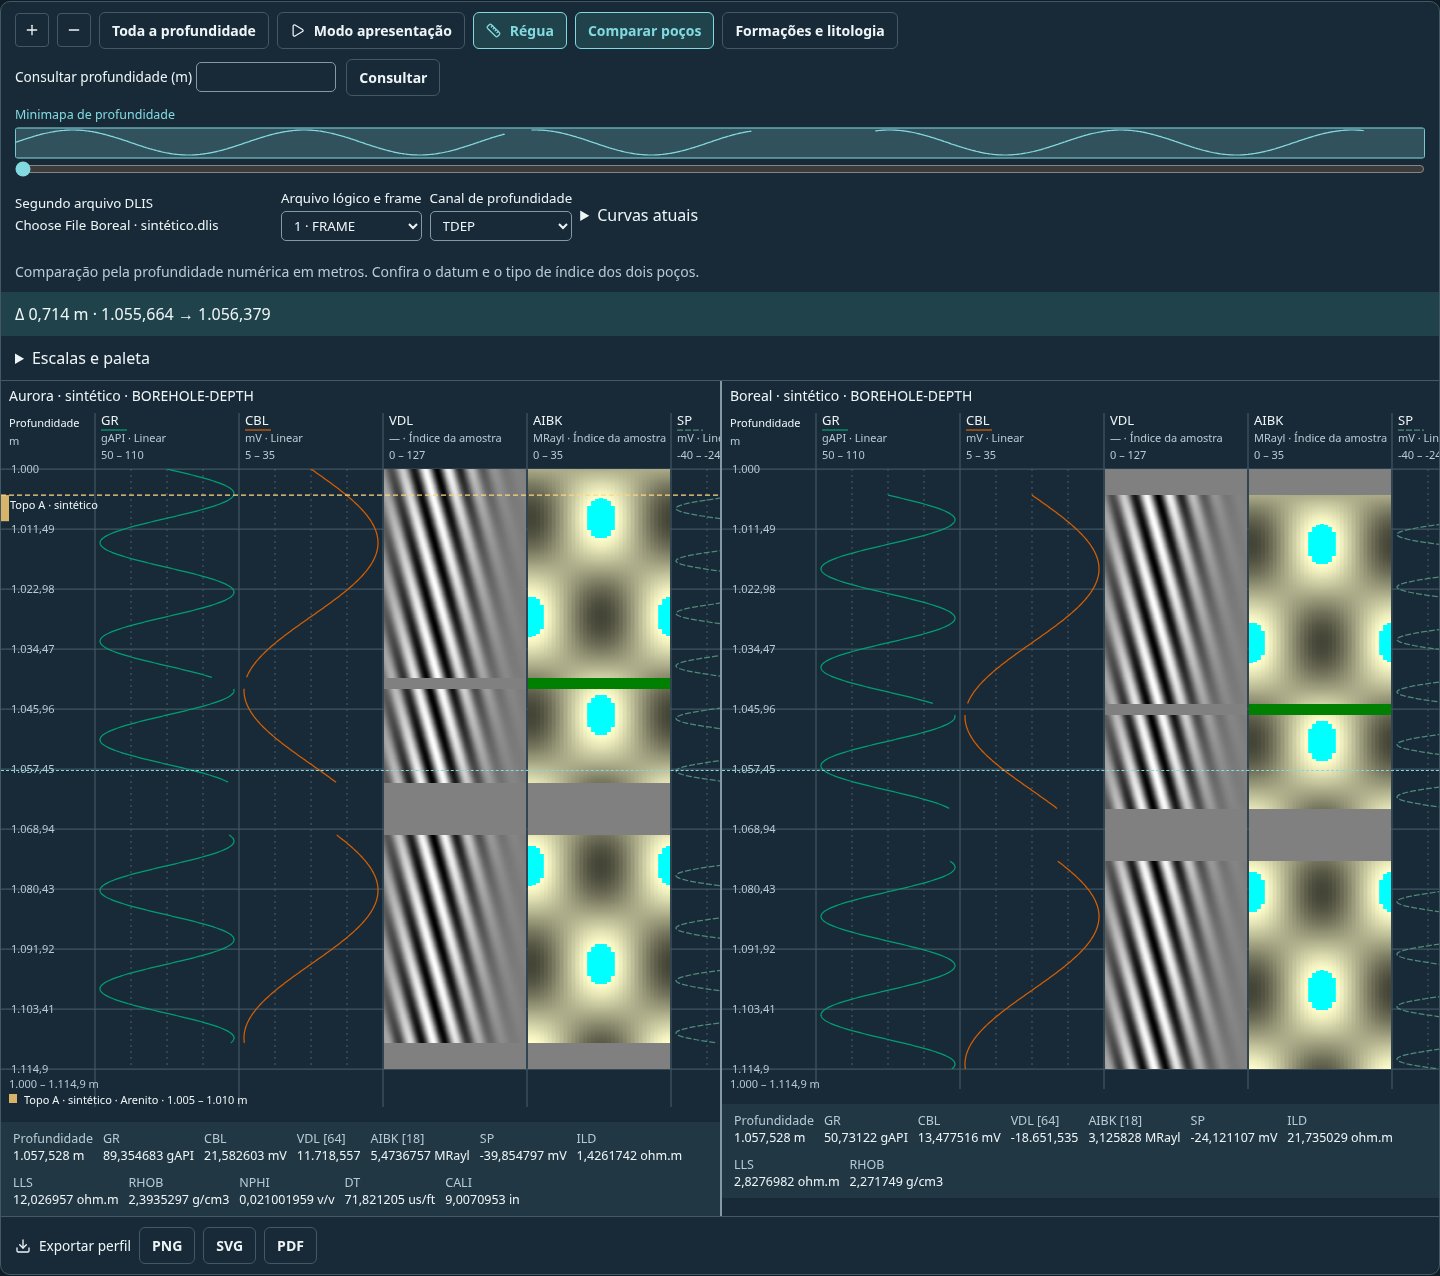 + − Toda a profundidade Modo apresentação Régua Comparar poços Formações e litologia
Consultar profundidade (m) Consultar
Minimapa de profundidade
Segundo arquivo DLIS Arquivo lógico e frame Canal de profundidade
Choose File Boreal · sintético.dlis 1 · FRAME TDEP ▶ Curvas atuais
Comparação pela profundidade numérica em metros. Confira o datum e o tipo de índice dos dois poços.
Δ 0,714 m · 1.055,664 → 1.056,379
▶ Escalas e paleta
Aurora · sintético · BOREHOLE-DEPTH
Profundidade GR CBL VDL AIBK SP
m gAPI · Linear mV · Linear — · Índice da amostra MRayl · Índice da amostra mV · Line
50 – 110 5 – 35 0 – 127 0 – 35 -40 – -24
1.000
Topo A · sintético
1.011,49
1.022,98
1.034,47
1.045,96
1.057,45
1.068,94
1.080,43
1.091,92
1.103,41
1.114,9
1.000 – 1.114,9 m
Topo A · sintético · Arenito · 1.005 – 1.010 m
Profundidade GR CBL VDL [64] AIBK [18] SP ILD
1.057,528 m 89,354683 gAPI 21,582603 mV 11.718,557 5,4736757 MRayl -39,854797 mV 1,4261742 ohm.m
LLS RHOB NPHI DT CALI
12,026957 ohm.m 2,3935297 g/cm3 0,021001959 v/v 71,821205 us/ft 9,0070953 in
Boreal · sintético · BOREHOLE-DEPTH
Profundidade GR CBL VDL AIBK SP
m gAPI · Linear mV · Linear — · Índice da amostra MRayl · Índice da amostra mV · Lin
50 – 110 5 – 35 0 – 127 0 – 35 -40 – -24
1.000
1.011,49
1.022,98
1.034,47
1.045,96
1.057,45
1.068,94
1.080,43
1.091,92
1.103,41
1.114,9
1.000 – 1.114,9 m
Profundidade GR CBL VDL [64] AIBK [18] SP ILD
1.057,528 m 50,73122 gAPI 13,477516 mV -18.651,535 3,125828 MRayl -24,121107 mV 21,735029 ohm.m
LLS RHOB
2,8276982 ohm.m 2,271749 g/cm3
Exportar perfil PNG SVG PDF